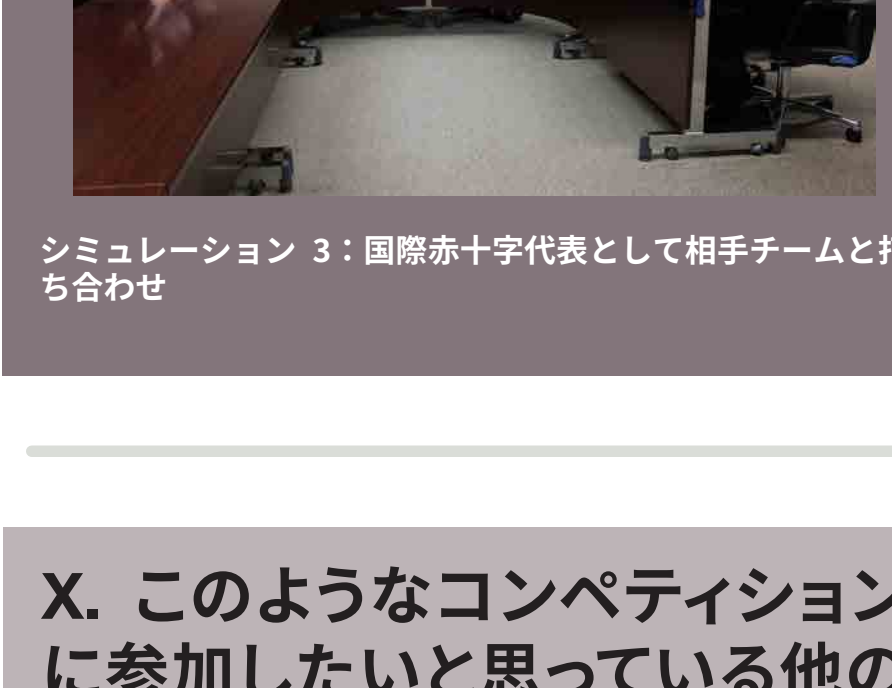 シミュレーション 3：国際赤十字代表として相手チームと打
ち合わせ
X. このようなコンペティション
に参加したいと思っている他の